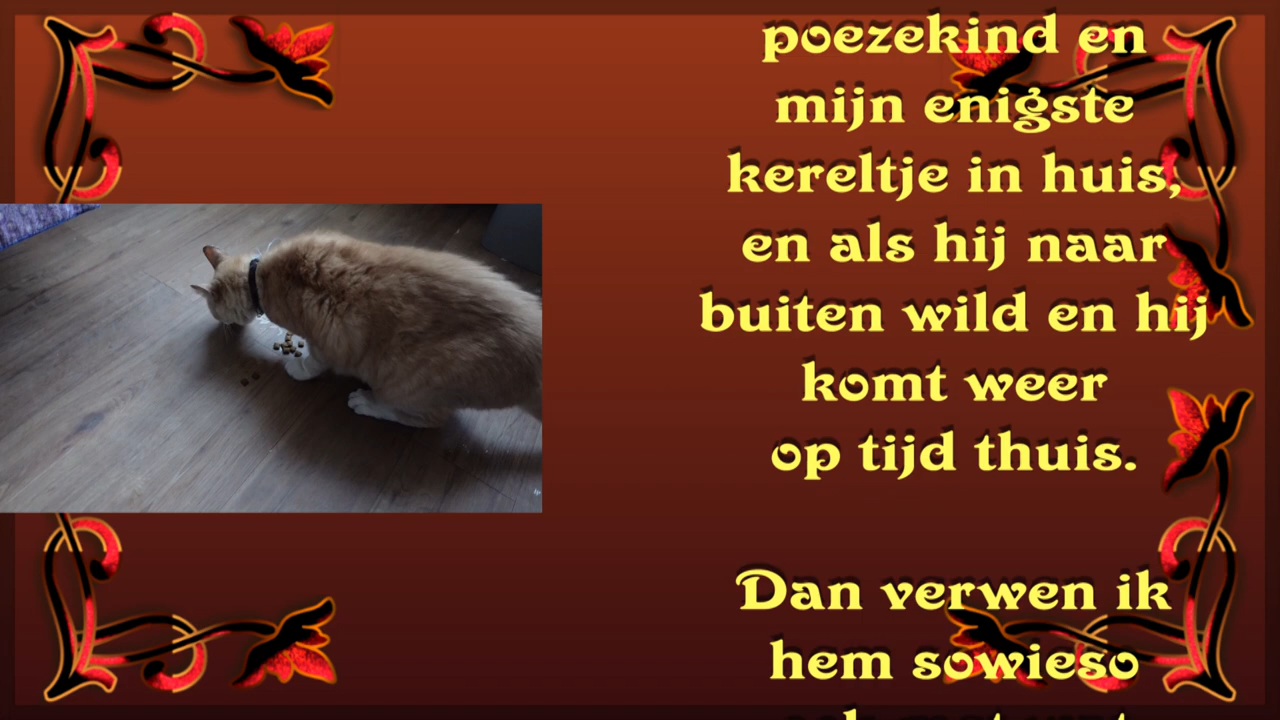 poezekind en
mijn enigste
kereltje in huis,
en als hij naar
buiten wild en hij
komt weer
op tijd thuis.
Dan verwen ik
hem sowieso